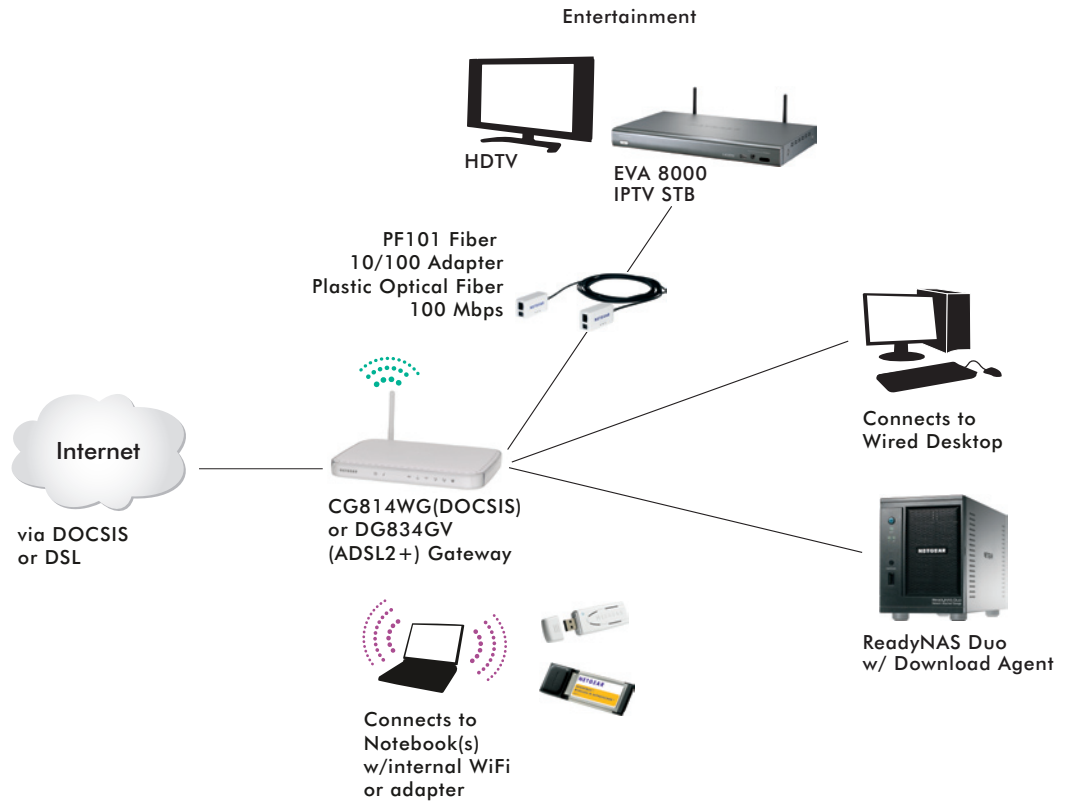 Entertainment
HDTV
EVA 8000
IPTV STB
PF101 Fiber
10/100 Adapter
Plastic Optical Fiber
100 Mbps
Connects to
Wired Desktop
Internet
via DOCSIS
or DSL
CG814WG(DOCSIS)
or DG834GV
(ADSL2+) Gateway
NETGEAR
ReadyNAS Duo
w/ Download Agent
NETGEAR
Connects to
Notebook(s)
w/internal WiFi
or adapter